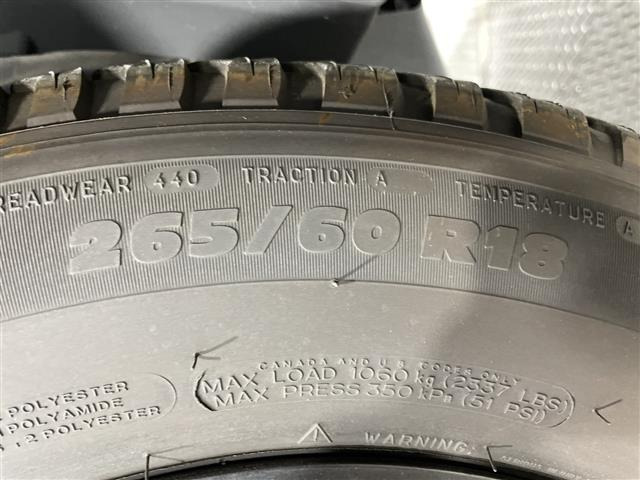 READWEAR 440 TRACTION A TENPERATURE A
265/60 R18
CANADA AND U.S. CODES ONLY
MAX LOAD 1060 kg (2337 LBS)
MAX PRESS 350 kPa (51 PSI)
POLYESTER
POLYAMIDE
2 POLYESTER
WARNING: